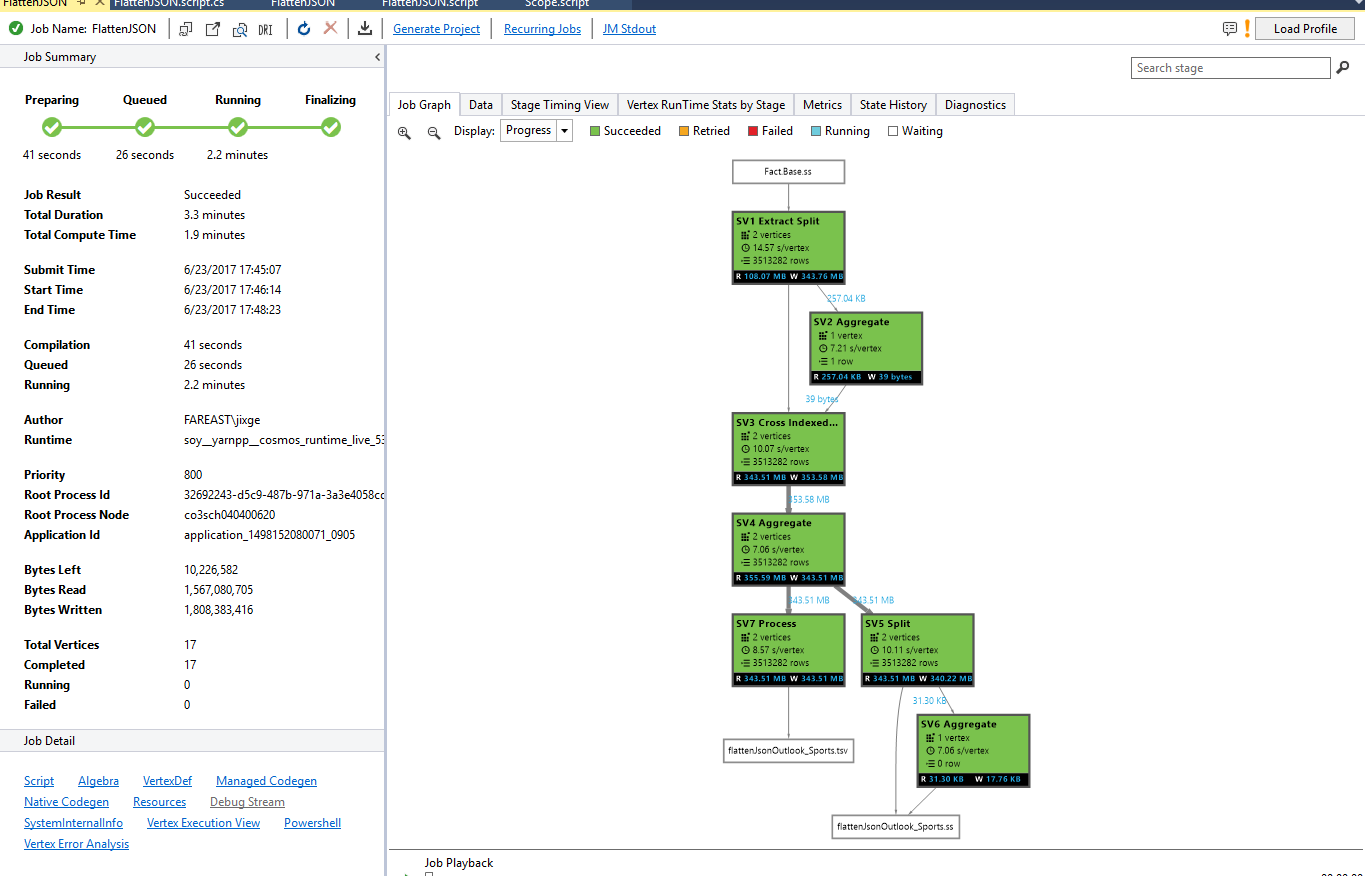 FlattenJSON FlattenJSON.script.cs FlattenJSON FlattenJSON.script Scope.script
Job Name: FlattenJSON DRI Generate Project Recurring Jobs JM Stdout Load Profile
Job Summary
Search stage
Preparing Queued Running Finalizing
41 seconds 26 seconds 2.2 minutes
Job Result Succeeded
Total Duration 3.3 minutes
Total Compute Time 1.9 minutes
Submit Time 6/23/2017 17:45:07
Start Time 6/23/2017 17:46:14
End Time 6/23/2017 17:48:23
Compilation 41 seconds
Queued 26 seconds
Running 2.2 minutes
Author FAREAST\jixge
Runtime soy__yarnpp__cosmos_runtime_live_53
Priority 800
Root Process Id 32692243-d5c9-487b-971a-3a3e4058cc
Root Process Node co3sch040400620
Application Id application_1498152080071_0905
Bytes Left 10,226,582
Bytes Read 1,567,080,705
Bytes Written 1,808,383,416
Total Vertices 17
Completed 17
Running 0
Failed 0
Job Detail
Script Algebra VertexDef Managed Codegen
Native Codegen Resources Debug Stream
SystemInternalInfo Vertex Execution View Powershell
Vertex Error Analysis
Job Graph Data Stage Timing View Vertex RunTime Stats by Stage Metrics State History Diagnostics
Display: Progress Succeeded Retried Failed Running Waiting
Fact.Base.ss
SV1 Extract Split
2 vertices
14.57 s/vertex
3513282 rows
R 108.07 MB W 343.76 MB
257.04 KB
SV2 Aggregate
1 vertex
7.21 s/vertex
1 row
R 257.04 KB W 39 bytes
39 bytes
SV3 Cross Indexed...
2 vertices
10.07 s/vertex
3513282 rows
R 343.51 MB W 353.58 MB
353.58 MB
SV4 Aggregate
2 vertices
7.06 s/vertex
3513282 rows
R 355.59 MB W 343.51 MB
343.51 MB 343.51 MB
SV7 Process
2 vertices
8.57 s/vertex
3513282 rows
R 343.51 MB W 343.51 MB
SV5 Split
2 vertices
10.11 s/vertex
3513282 rows
R 343.51 MB W 340.22 MB
31.30 KB
SV6 Aggregate
1 vertex
7.06 s/vertex
0 row
R 31.30 KB W 17.76 KB
flattenJsonOutlook_Sports.tsv
flattenJsonOutlook_Sports.ss
Job Playback